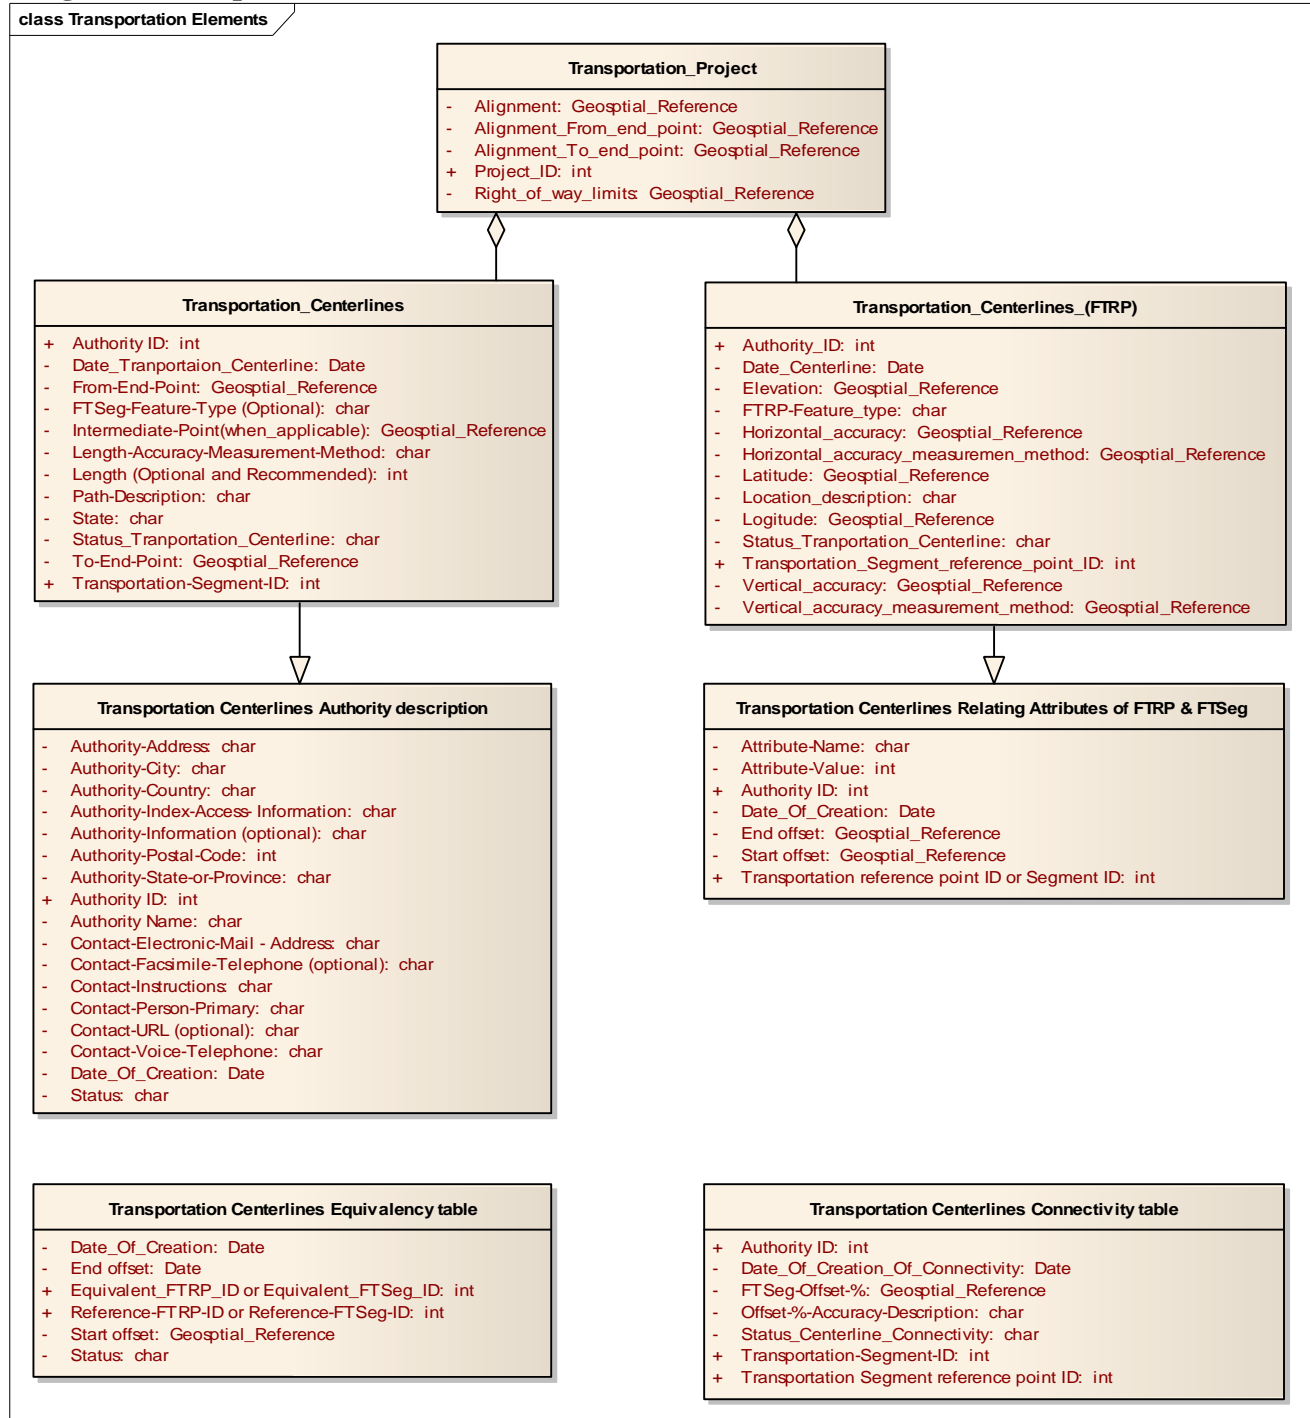 class Transportation Elements
Transportation_Project
- Alignment: Geosptial_Reference
- Alignment_From_end_point: Geosptial_Reference
- Alignment_To_end_point: Geosptial_Reference
+ Project_ID: int
- Right_of_way_limits: Geosptial_Reference
Transportation_Centerlines
+ Authority ID: int
- Date_Tranportaion_Centerline: Date
- From-End-Point: Geosptial_Reference
- FTSeg-Feature-Type (Optional): char
- Intermediate-Point(when_applicable): Geosptial_Reference
- Length-Accuracy-Measurement-Method: char
- Length (Optional and Recommended): int
- Path-Description: char
- State: char
- Status_Tranportation_Centerline: char
- To-End-Point: Geosptial_Reference
+ Transportation-Segment-ID: int
Transportation_Centerlines_(FTRP)
+ Authority_ID: int
- Date_Centerline: Date
- Elevation: Geosptial_Reference
- FTRP-Feature_type: char
- Horizontal_accuracy: Geosptial_Reference
- Horizontal_accuracy_measuremen_method: Geosptial_Reference
- Latitude: Geosptial_Reference
- Location_description: char
- Logitude: Geosptial_Reference
- Status_Tranportation_Centerline: char
+ Transportation_Segment_reference_point_ID: int
- Vertical_accuracy: Geosptial_Reference
- Vertical_accuracy_measurement_method: Geosptial_Reference
Transportation Centerlines Authority description
- Authority-Address: char
- Authority-City: char
- Authority-Country: char
- Authority-Index-Access- Information: char
- Authority-Information (optional): char
- Authority-Postal-Code: int
- Authority-State-or-Province: char
+ Authority ID: int
- Authority Name: char
- Contact-Electronic-Mail - Address: char
- Contact-Facsimile-Telephone (optional): char
- Contact-Instructions: char
- Contact-Person-Primary: char
- Contact-URL (optional): char
- Contact-Voice-Telephone: char
- Date_Of_Creation: Date
- Status: char
Transportation Centerlines Relating Attributes of FTRP & FTSeg
- Attribute-Name: char
- Attribute-Value: int
+ Authority ID: int
- Date_Of_Creation: Date
- End offset: Geosptial_Reference
- Start offset: Geosptial_Reference
+ Transportation reference point ID or Segment ID: int
Transportation Centerlines Equivalency table
- Date_Of_Creation: Date
- End offset: Date
+ Equivalent_FTRP_ID or Equivalent_FTSeg_ID: int
+ Reference-FTRP-ID or Reference-FTSeg-ID: int
- Start offset: Geosptial_Reference
- Status: char
Transportation Centerlines Connectivity table
+ Authority ID: int
- Date_Of_Creation_Of_Connectivity: Date
- FTSeg-Offset-%: Geosptial_Reference
- Offset-%-Accuracy-Description: char
- Status_Centerline_Connectivity: char
+ Transportation-Segment-ID: int
+ Transportation Segment reference point ID: int